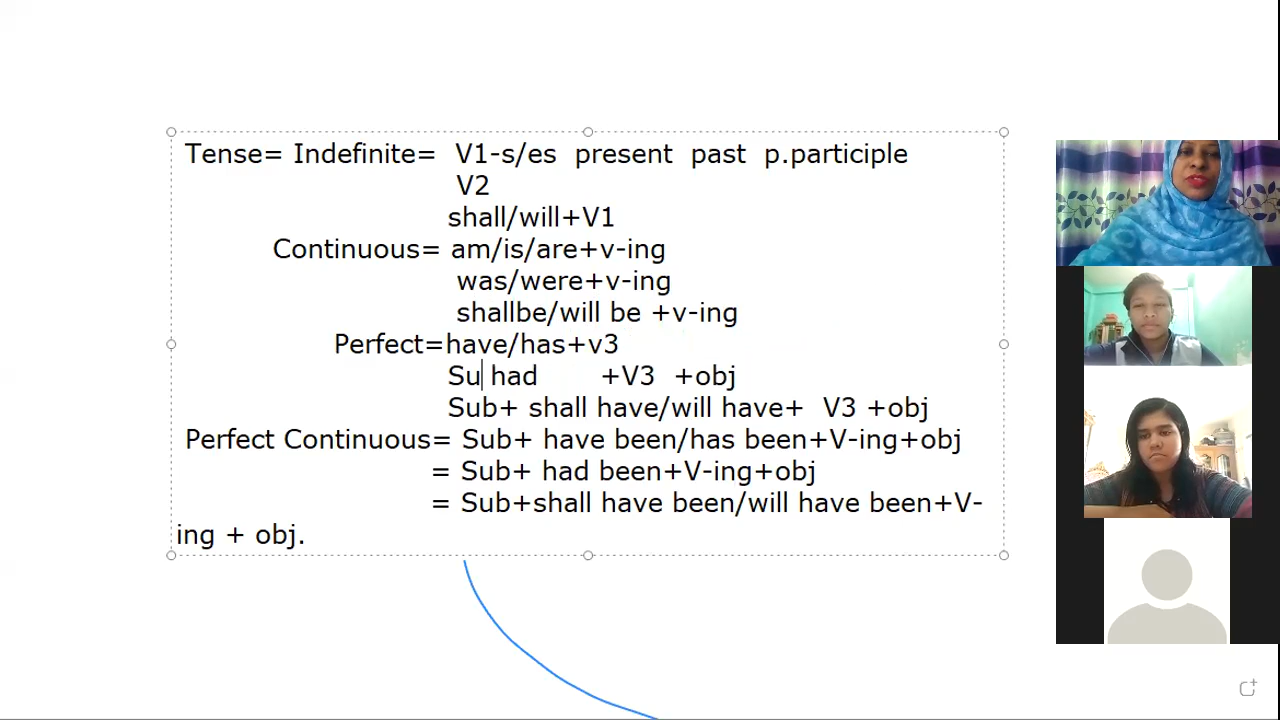 Tense= Indefinite= V1-s/es present past p.participle
V2
shall/will+V1
Continuous= am/is/are+v-ing
was/were+v-ing
shallbe/will be +v-ing
Perfect=have/has+v3
Su had +V3 +obj
Sub+ shall have/will have+ V3 +obj
Perfect Continuous= Sub+ have been/has been+V-ing+obj
= Sub+ had been+V-ing+obj
= Sub+shall have been/will have been+V-
ing + obj.